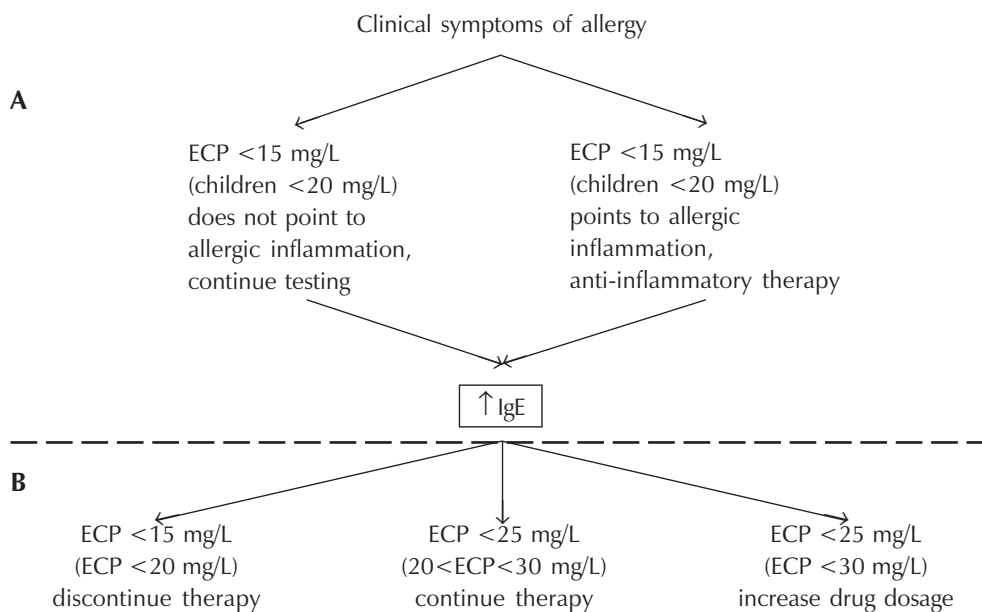 Clinical symptoms of allergy
A
ECP <15 mg/L
(children <20 mg/L)
does not point to
allergic inflammation,
continue testing
ECP <15 mg/L
(children <20 mg/L)
points to allergic
inflammation,
anti-inflammatory therapy
↑ IgE
B
ECP <15 mg/L
(ECP <20 mg/L)
discontinue therapy
ECP <25 mg/L
(20<ECP<30 mg/L)
continue therapy
ECP <25 mg/L
(ECP <30 mg/L)
increase drug dosage